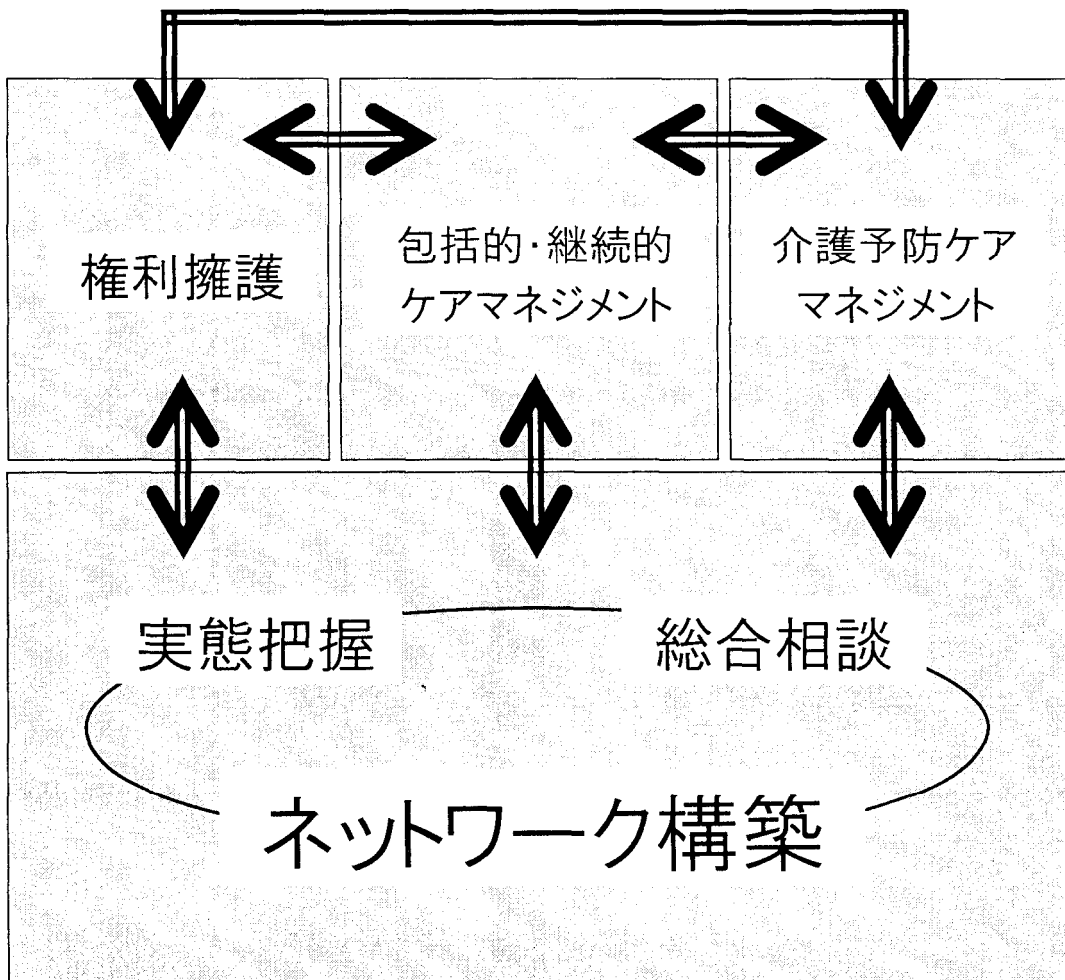 権利擁護
包括的・継続的
ケアマネジメント
介護予防ケア
マネジメント
実態把握
総合相談
ネットワーク構築